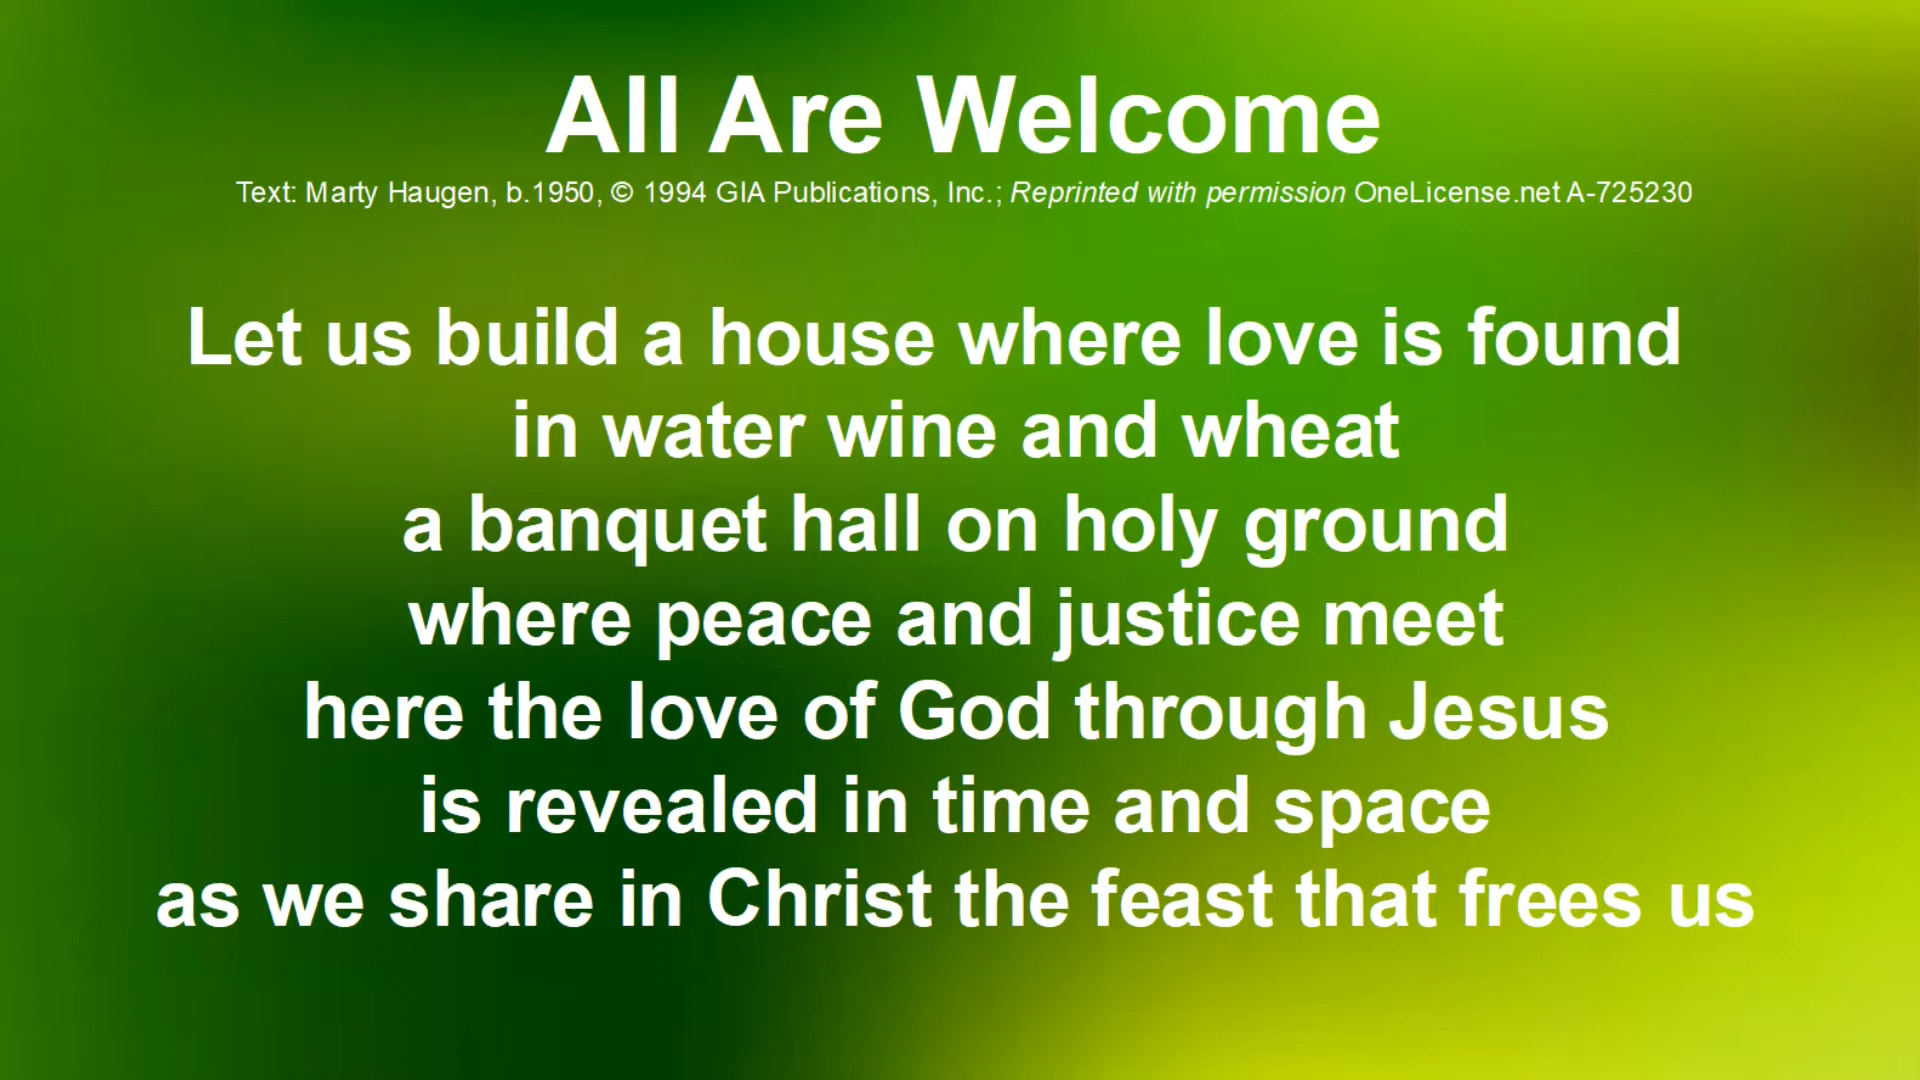 All Are Welcome
Text: Marty Haugen, b.1950, © 1994 GIA Publications, Inc.; Reprinted with permission OneLicense.net A-725230
Let us build a house where love is found
in water wine and wheat
a banquet hall on holy ground
where peace and justice meet
here the love of God through Jesus
is revealed in time and space
as we share in Christ the feast that frees us